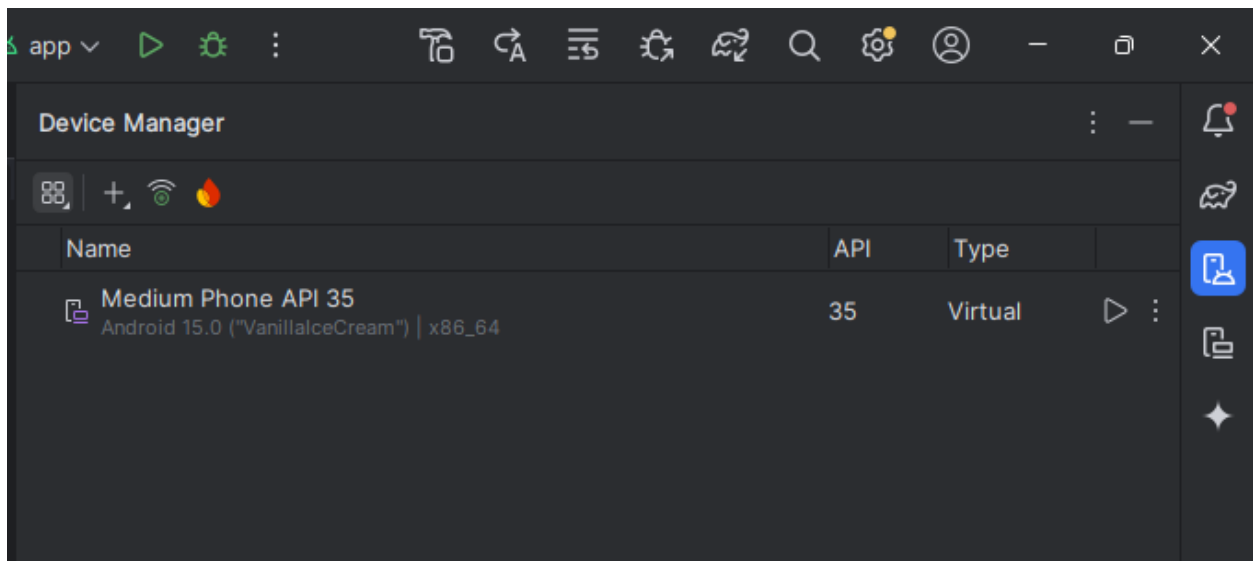 app
Device Manager
Name API Type
Medium Phone API 35 35 Virtual
Android 15.0 ("VanillaIceCream") | x86_64